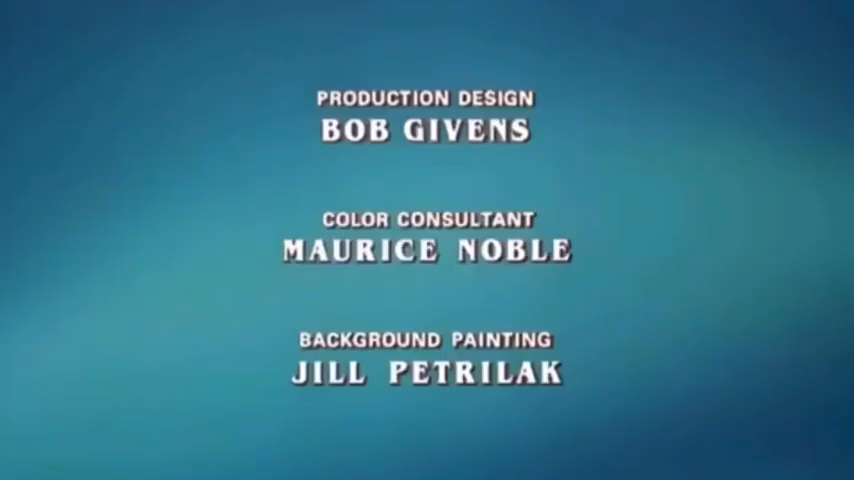 PRODUCTION DESIGN
BOB GIVENS
COLOR CONSULTANT
MAURICE NOBLE
BACKGROUND PAINTING
JILL PETRILAK